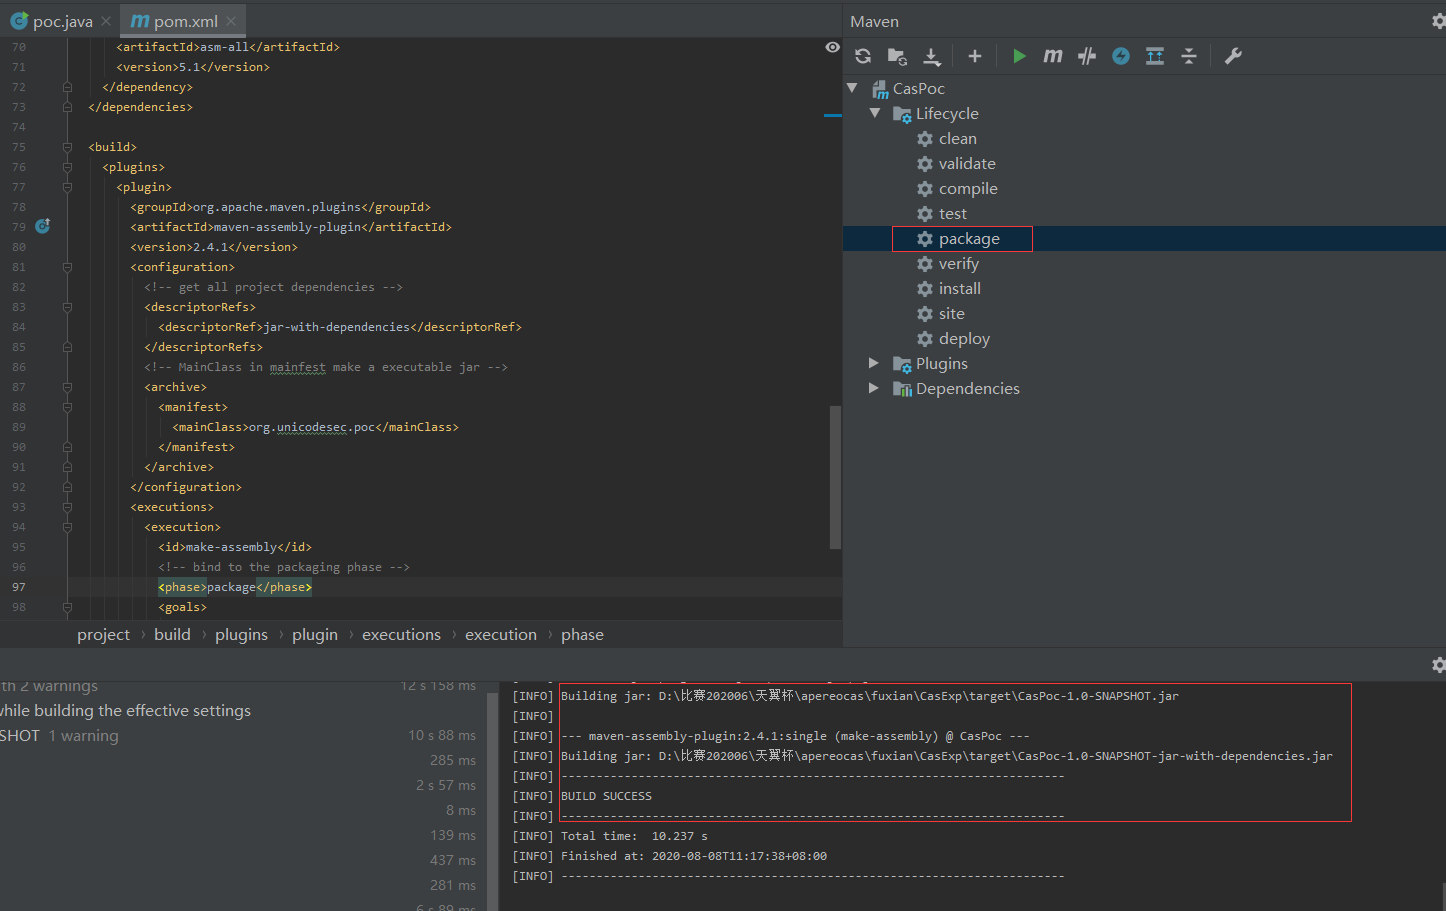 poc.java
pom.xml
70 <artifactId>asm-all</artifactId>
71 <version>5.1</version>
72 </dependency>
73 </dependencies>
74
75 <build>
76 <plugins>
77 <plugin>
78 <groupId>org.apache.maven.plugins</groupId>
79 <artifactId>maven-assembly-plugin</artifactId>
80 <version>2.4.1</version>
81 <configuration>
82 <!-- get all project dependencies -->
83 <descriptorRefs>
84 <descriptorRef>jar-with-dependencies</descriptorRef>
85 </descriptorRefs>
86 <!-- MainClass in mainfest make a executable jar -->
87 <archive>
88 <manifest>
89 <mainClass>org.unicodesec.poc</mainClass>
90 </manifest>
91 </archive>
92 </configuration>
93 <executions>
94 <execution>
95 <id>make-assembly</id>
96 <!-- bind to the packaging phase -->
97 <phase>package</phase>
98 <goals>
project › build › plugins › plugin › executions › execution › phase
Maven
CasPoc
Lifecycle
clean
validate
compile
test
package
verify
install
site
deploy
Plugins
Dependencies
th 2 warnings 12 s 158 ms
while building the effective settings
SHOT 1 warning 10 s 88 ms
285 ms
2 s 57 ms
8 ms
139 ms
437 ms
281 ms
6 s 89 ms
[INFO] Building jar: D:\比赛202006\天翼杯\apereocas\fuxian\CasExp\target\CasPoc-1.0-SNAPSHOT.jar
[INFO]
[INFO] --- maven-assembly-plugin:2.4.1:single (make-assembly) @ CasPoc ---
[INFO] Building jar: D:\比赛202006\天翼杯\apereocas\fuxian\CasExp\target\CasPoc-1.0-SNAPSHOT-jar-with-dependencies.jar
[INFO] ------------------------------------------------------------------------
[INFO] BUILD SUCCESS
[INFO] ------------------------------------------------------------------------
[INFO] Total time:  10.237 s
[INFO] Finished at: 2020-08-08T11:17:38+08:00
[INFO] ------------------------------------------------------------------------